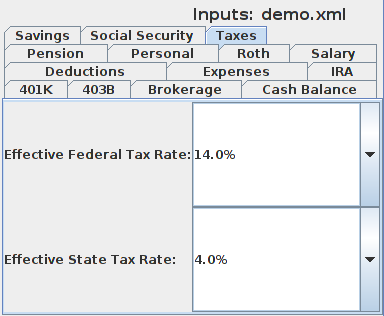 Inputs: demo.xml
Savings Social Security Taxes
Pension Personal Roth Salary
Deductions Expenses IRA
401K 403B Brokerage Cash Balance
Effective Federal Tax Rate: 14.0%
Effective State Tax Rate: 4.0%